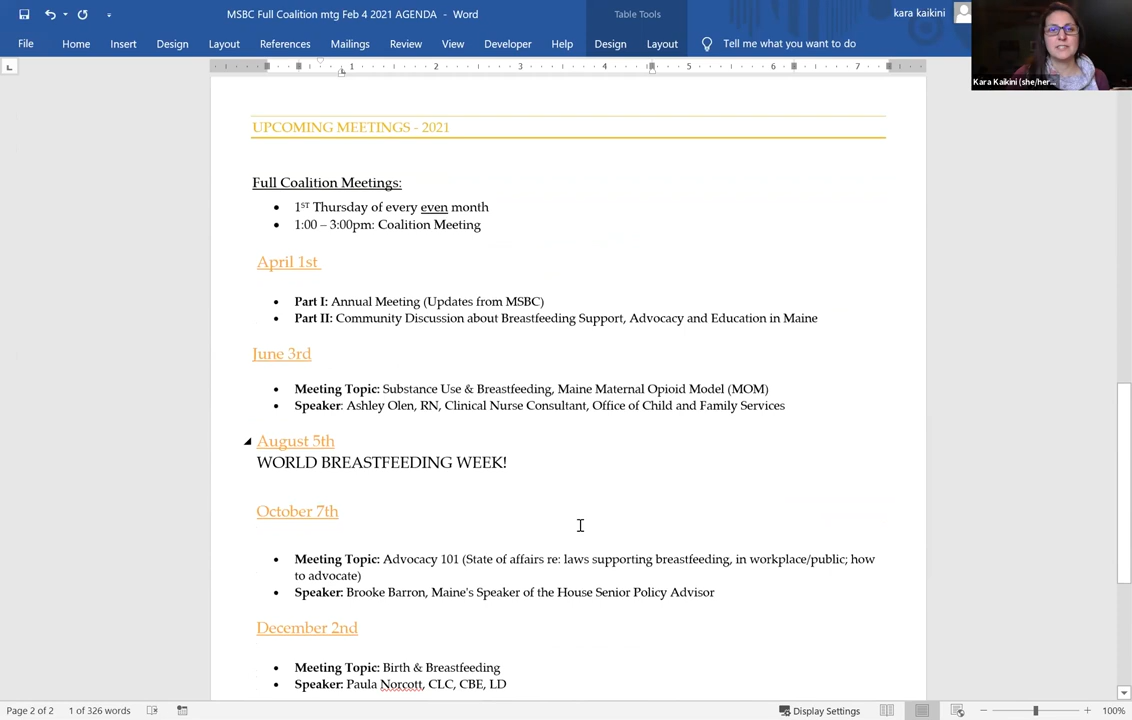 MSBC Full Coalition mtg Feb 4 2021 AGENDA - Word
Table Tools
kara kaikini
File Home Insert Design Layout References Mailings Review View Developer Help Design Layout Tell me what you want to do
Kara Kaikini (she/her...
1 2 3 4 5 6 7
UPCOMING MEETINGS - 2021
Full Coalition Meetings:
• 1ST Thursday of every even month
• 1:00 – 3:00pm: Coalition Meeting
April 1st
• Part I: Annual Meeting (Updates from MSBC)
• Part II: Community Discussion about Breastfeeding Support, Advocacy and Education in Maine
June 3rd
• Meeting Topic: Substance Use & Breastfeeding, Maine Maternal Opioid Model (MOM)
• Speaker: Ashley Olen, RN, Clinical Nurse Consultant, Office of Child and Family Services
August 5th
WORLD BREASTFEEDING WEEK!
October 7th
• Meeting Topic: Advocacy 101 (State of affairs re: laws supporting breastfeeding, in workplace/public; how
to advocate)
• Speaker: Brooke Barron, Maine's Speaker of the House Senior Policy Advisor
December 2nd
• Meeting Topic: Birth & Breastfeeding
• Speaker: Paula Norcott, CLC, CBE, LD
Page 2 of 2 1 of 326 words Display Settings 100%